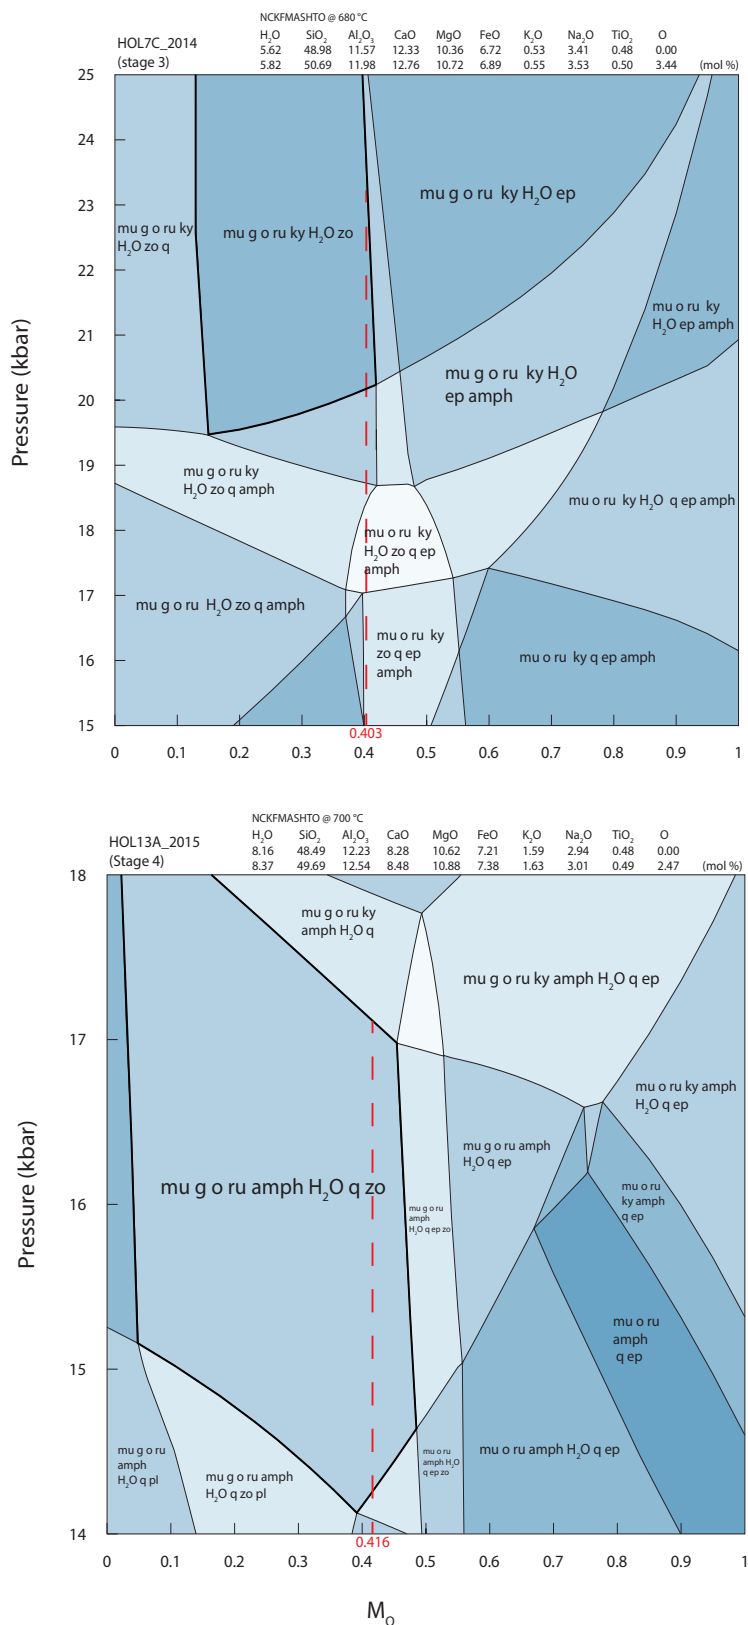 NCKFMASHTO @ 680 °C
HOL7C_2014
(stage 3)
H₂O SiO₂ Al₂O₃ CaO MgO FeO K₂O Na₂O TiO₂ O
5.62 48.98 11.57 12.33 10.36 6.72 0.53 3.41 0.48 0.00
5.82 50.69 11.98 12.76 10.72 6.89 0.55 3.53 0.50 3.44 (mol %)
Pressure (kbar)
25
24
23
22
21
20
19
18
17
16
15
mu g o ru ky
H₂O zo q
mu g o ru ky H₂O zo
mu g o ru ky H₂O ep
mu o ru ky
H₂O ep amph
mu g o ru ky H₂O
ep amph
mu g o ru ky
H₂O zo q amph
mu o ru ky H₂O q ep amph
mu o ru ky
H₂O zo q ep
amph
mu g o ru H₂O zo q amph
mu o ru ky
zo q ep
amph
mu o ru ky q ep amph
0.403
0 0.1 0.2 0.3 0.4 0.5 0.6 0.7 0.8 0.9 1
NCKFMASHTO @ 700 °C
HOL13A_2015
(Stage 4)
H₂O SiO₂ Al₂O₃ CaO MgO FeO K₂O Na₂O TiO₂ O
8.16 48.49 12.23 8.28 10.62 7.21 1.59 2.94 0.48 0.00
8.37 49.69 12.54 8.48 10.88 7.38 1.63 3.01 0.49 2.47 (mol %)
Pressure (kbar)
18
17
16
15
14
mu g o ru ky
amph H₂O q
mu g o ru ky amph H₂O q ep
mu o ru ky amph
H₂O q ep
mu g o ru amph
H₂O q ep
mu g o ru amph H₂O q zo
mu o ru
ky amph
q ep
mu g o ru
amph
H₂O q ep zo
mu o ru
amph
q ep
mu g o ru
amph
H₂O q pl
mu g o ru amph
H₂O q zo pl
mu o ru
amph H₂O
q ep zo
mu o ru amph H₂O q ep
0.416
0 0.1 0.2 0.3 0.4 0.5 0.6 0.7 0.8 0.9 1
M_O